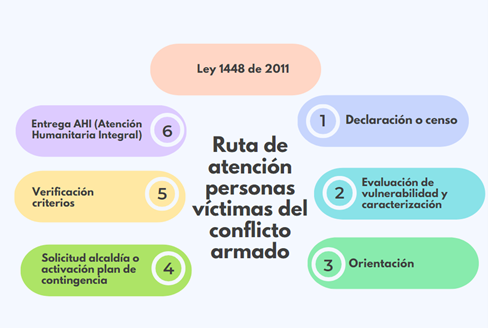 Ley 1448 de 2011
Ruta de
atención
personas
víctimas del
conflicto
armado
1
Declaración o censo
2
Evaluación de
vulnerabilidad y
caracterización
3
Orientación
4
Solicitud alcaldía o
activación plan de
contingencia
5
Verificación
criterios
6
Entrega AHI (Atención
Humanitaria Integral)